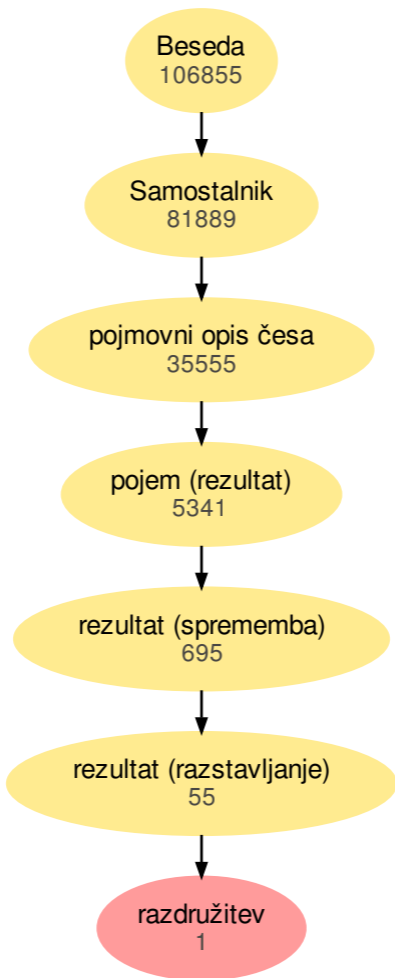 Beseda
106855
Samostalnik
81889
pojmovni opis česa
35555
pojem (rezultat)
5341
rezultat (sprememba)
695
rezultat (razstavljanje)
55
razdružitev
1